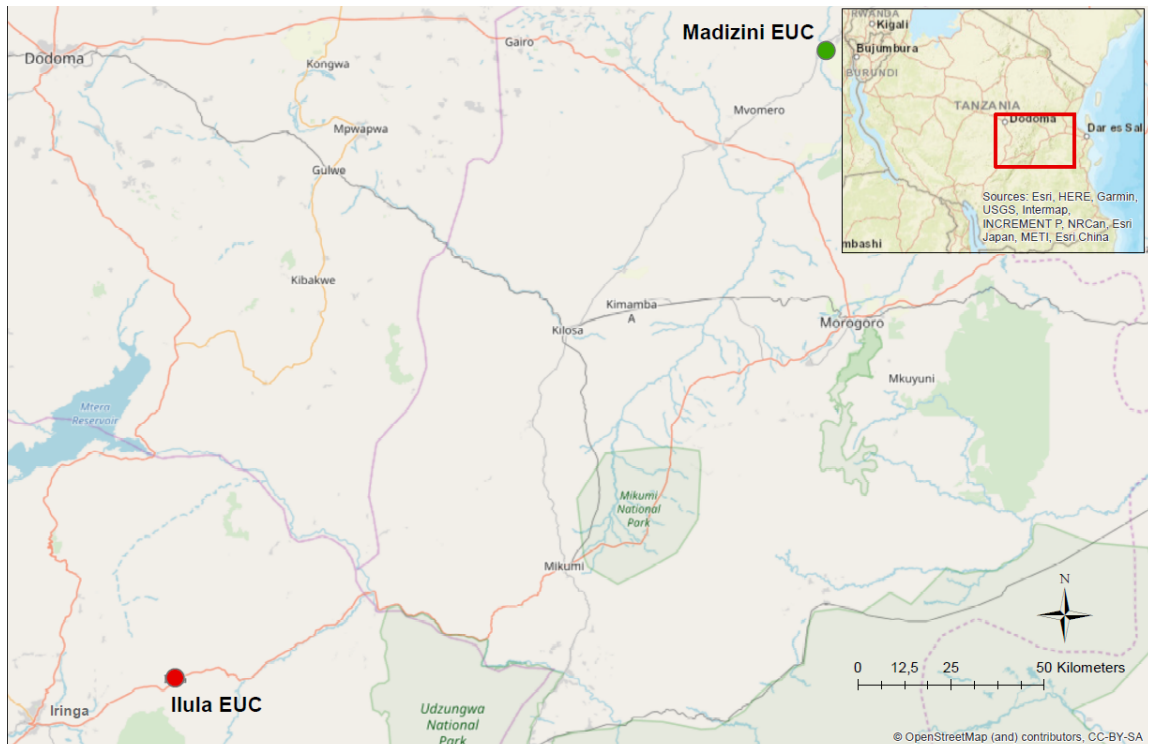 Dodoma
Kongwa
Gairo
Madizini EUC
Mvomero
Mpwapwa
Gulwe
Kibakwe
Kimamba
A
Kilosa
Morogoro
Mkuyuni
Mtera
Reservoir
Mikumi
National
Park
Mikumi
Ilula EUC
Iringa
Udzungwa
National
Park
RWANDA
Kigali
Bujumbura
BURUNDI
TANZANIA
Dodoma
Dar es Sal
mbashi
Sources: Esri, HERE, Garmin,
USGS, Intermap,
INCREMENT P, NRCan, Esri
Japan, METI, Esri China
N
0 12,5 25 50 Kilometers
© OpenStreetMap (and) contributors, CC-BY-SA